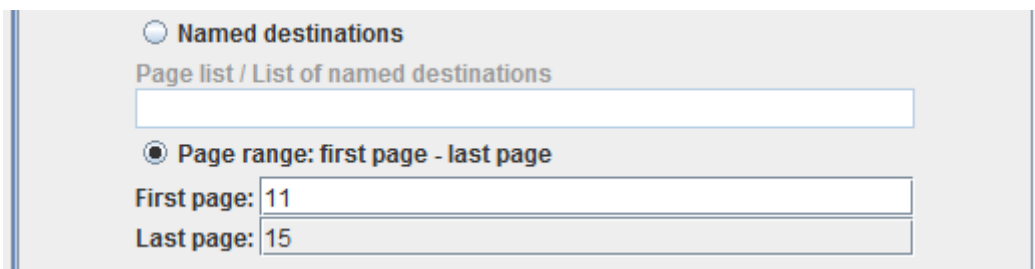 Named destinations
Page list / List of named destinations
Page range: first page - last page
First page: 11
Last page: 15